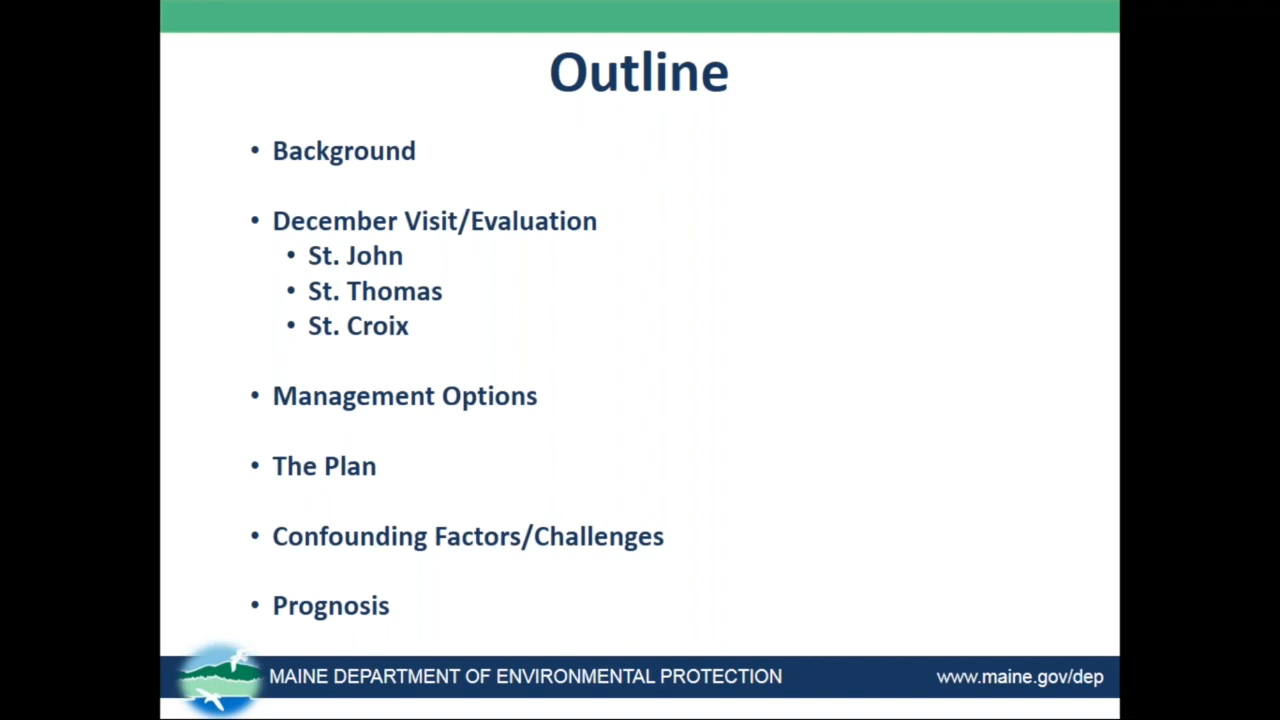 Outline
• Background
• December Visit/Evaluation
• St. John
• St. Thomas
• St. Croix
• Management Options
• The Plan
• Confounding Factors/Challenges
• Prognosis
MAINE DEPARTMENT OF ENVIRONMENTAL PROTECTION www.maine.gov/dep